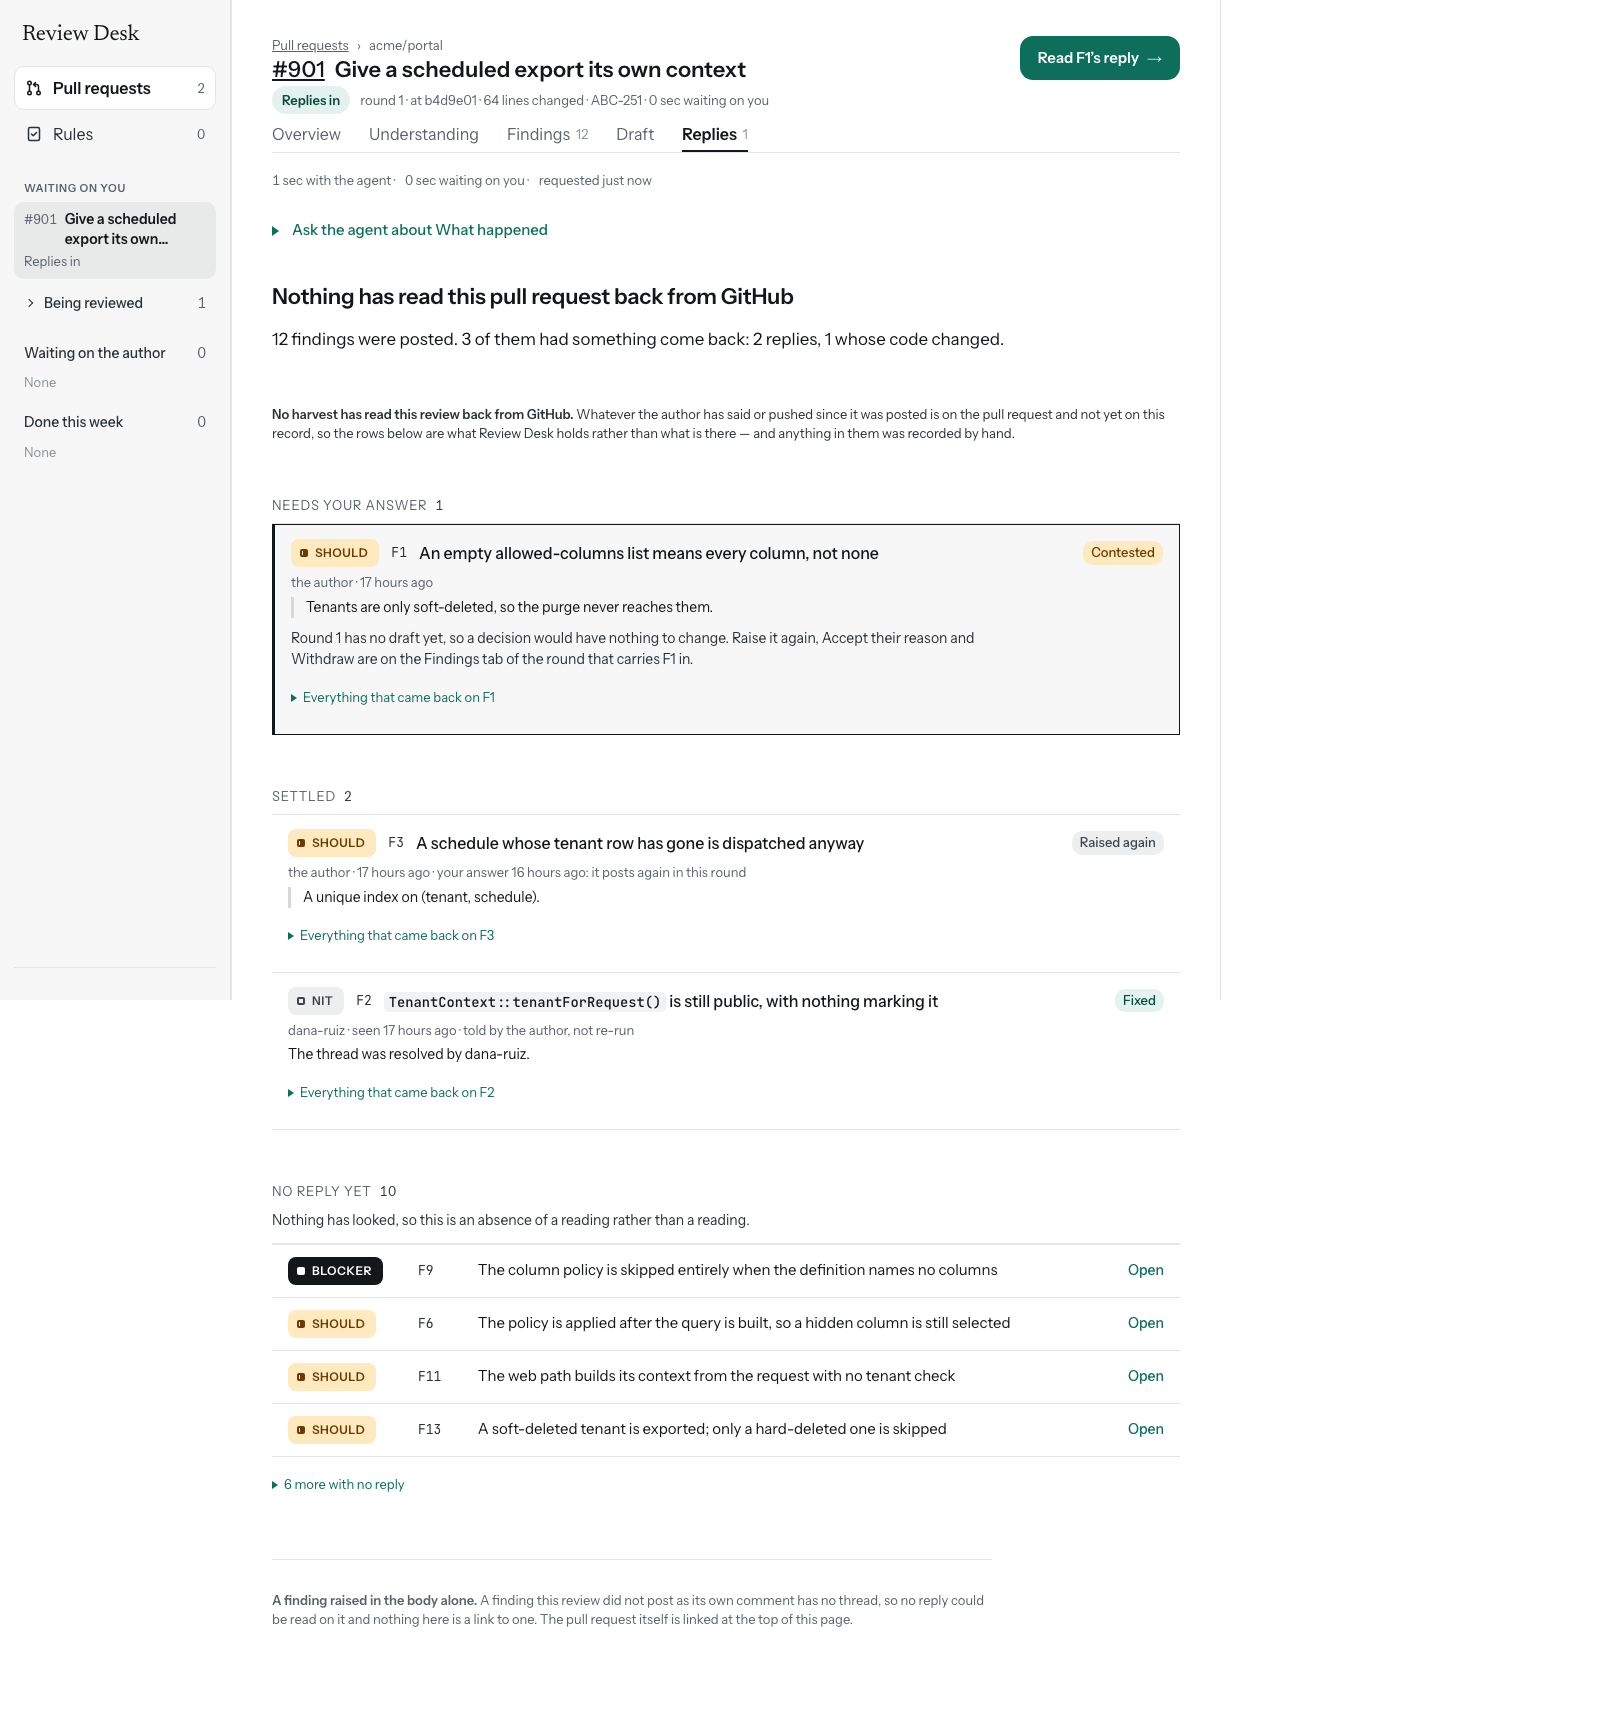 Review Desk
Pull requests 2
Rules 0
WAITING ON YOU
#901 Give a scheduled
export its own...
Replies in
Being reviewed 1
Waiting on the author 0
None
Done this week 0
None
Pull requests › acme/portal
#901 Give a scheduled export its own context
Read F1's reply →
Replies in round 1 · at b4d9e01 · 64 lines changed · ABC-251 · 0 sec waiting on you
Overview Understanding Findings 12 Draft Replies 1
1 sec with the agent · 0 sec waiting on you · requested just now
Ask the agent about What happened
Nothing has read this pull request back from GitHub
12 findings were posted. 3 of them had something come back: 2 replies, 1 whose code changed.
No harvest has read this review back from GitHub. Whatever the author has said or pushed since it was posted is on the pull request and not yet on this
record, so the rows below are what Review Desk holds rather than what is there — and anything in them was recorded by hand.
NEEDS YOUR ANSWER 1
SHOULD F1 An empty allowed-columns list means every column, not none Contested
the author · 17 hours ago
Tenants are only soft-deleted, so the purge never reaches them.
Round 1 has no draft yet, so a decision would have nothing to change. Raise it again, Accept their reason and
Withdraw are on the Findings tab of the round that carries F1 in.
Everything that came back on F1
SETTLED 2
SHOULD F3 A schedule whose tenant row has gone is dispatched anyway Raised again
the author · 17 hours ago · your answer 16 hours ago: it posts again in this round
A unique index on (tenant, schedule).
Everything that came back on F3
NIT F2 TenantContext::tenantForRequest() is still public, with nothing marking it Fixed
dana-ruiz · seen 17 hours ago · told by the author, not re-run
The thread was resolved by dana-ruiz.
Everything that came back on F2
NO REPLY YET 10
Nothing has looked, so this is an absence of a reading rather than a reading.
BLOCKER F9 The column policy is skipped entirely when the definition names no columns Open
SHOULD F6 The policy is applied after the query is built, so a hidden column is still selected Open
SHOULD F11 The web path builds its context from the request with no tenant check Open
SHOULD F13 A soft-deleted tenant is exported; only a hard-deleted one is skipped Open
6 more with no reply
A finding raised in the body alone. A finding this review did not post as its own comment has no thread, so no reply could
be read on it and nothing here is a link to one. The pull request itself is linked at the top of this page.